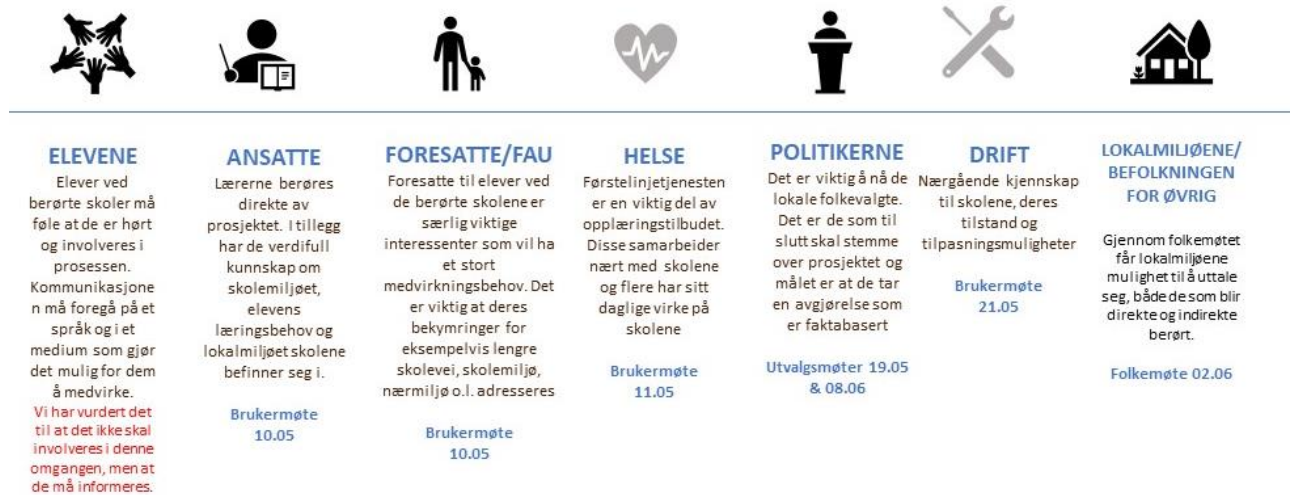 ELEVENE
Elever ved
berørte skoler må
føle at de er hørt
og involveres i
prosessen.
Kommunikasjone
n må foregå på et
språk og i et
medium som gjør
det mulig for dem
å medvirke.
Vi har vurdert det
til at det ikke skal
involveres i denne
omgangen, men at
de må informeres.
ANSATTE
Lærerne berøres
direkte av
prosjektet. I tillegg
har de verdifull
kunnskap om
skolemiljøet,
elevens
læringsbehov og
lokalmiljøet skolene
befinner seg i.
Brukermøte
10.05
FORESATTE/FAU
Foresatte til elever ved
de berørte skolene er
særlig viktige
interessenter som vil ha
et stort
medvirkningsbehov. Det
er viktig at deres
bekymringer for
eksempelvis lengre
skolevei, skolemiljø,
nærmiljø o.l. adresseres
Brukermøte
10.05
HELSE
Førstelinjetjenesten
er en viktig del av
opplæringstilbudet.
Disse samarbeider
nært med skolene
og flere har sitt
daglige virke på
skolene
Brukermøte
11.05
POLITIKERNE
Det er viktig å nå de
lokale folkevalgte.
Det er de som til
slutt skal stemme
over prosjektet og
målet er at de tar
en avgjørelse som
er faktabasert
Utvalgsmøter 19.05
& 08.06
DRIFT
Nærgående kjennskap
til skolene, deres
tilstand og
tilpasningsmuligheter
Brukermøte
21.05
LOKALMILJØENE/
BEFOLKNINGEN
FOR ØVRIG
Gjennom folkemøtet
får lokalmiljøene
mulighet til å uttale
seg, både de som blir
direkte og indirekte
berørt.
Folkemøte 02.06